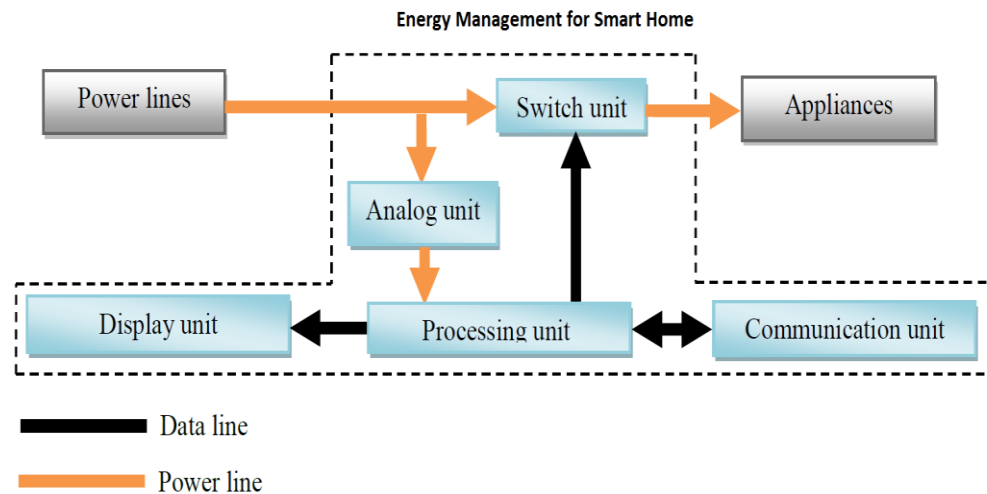 Energy Management for Smart Home
Power lines
Switch unit
Appliances
Analog unit
Display unit
Processing unit
Communication unit
Data line
Power line